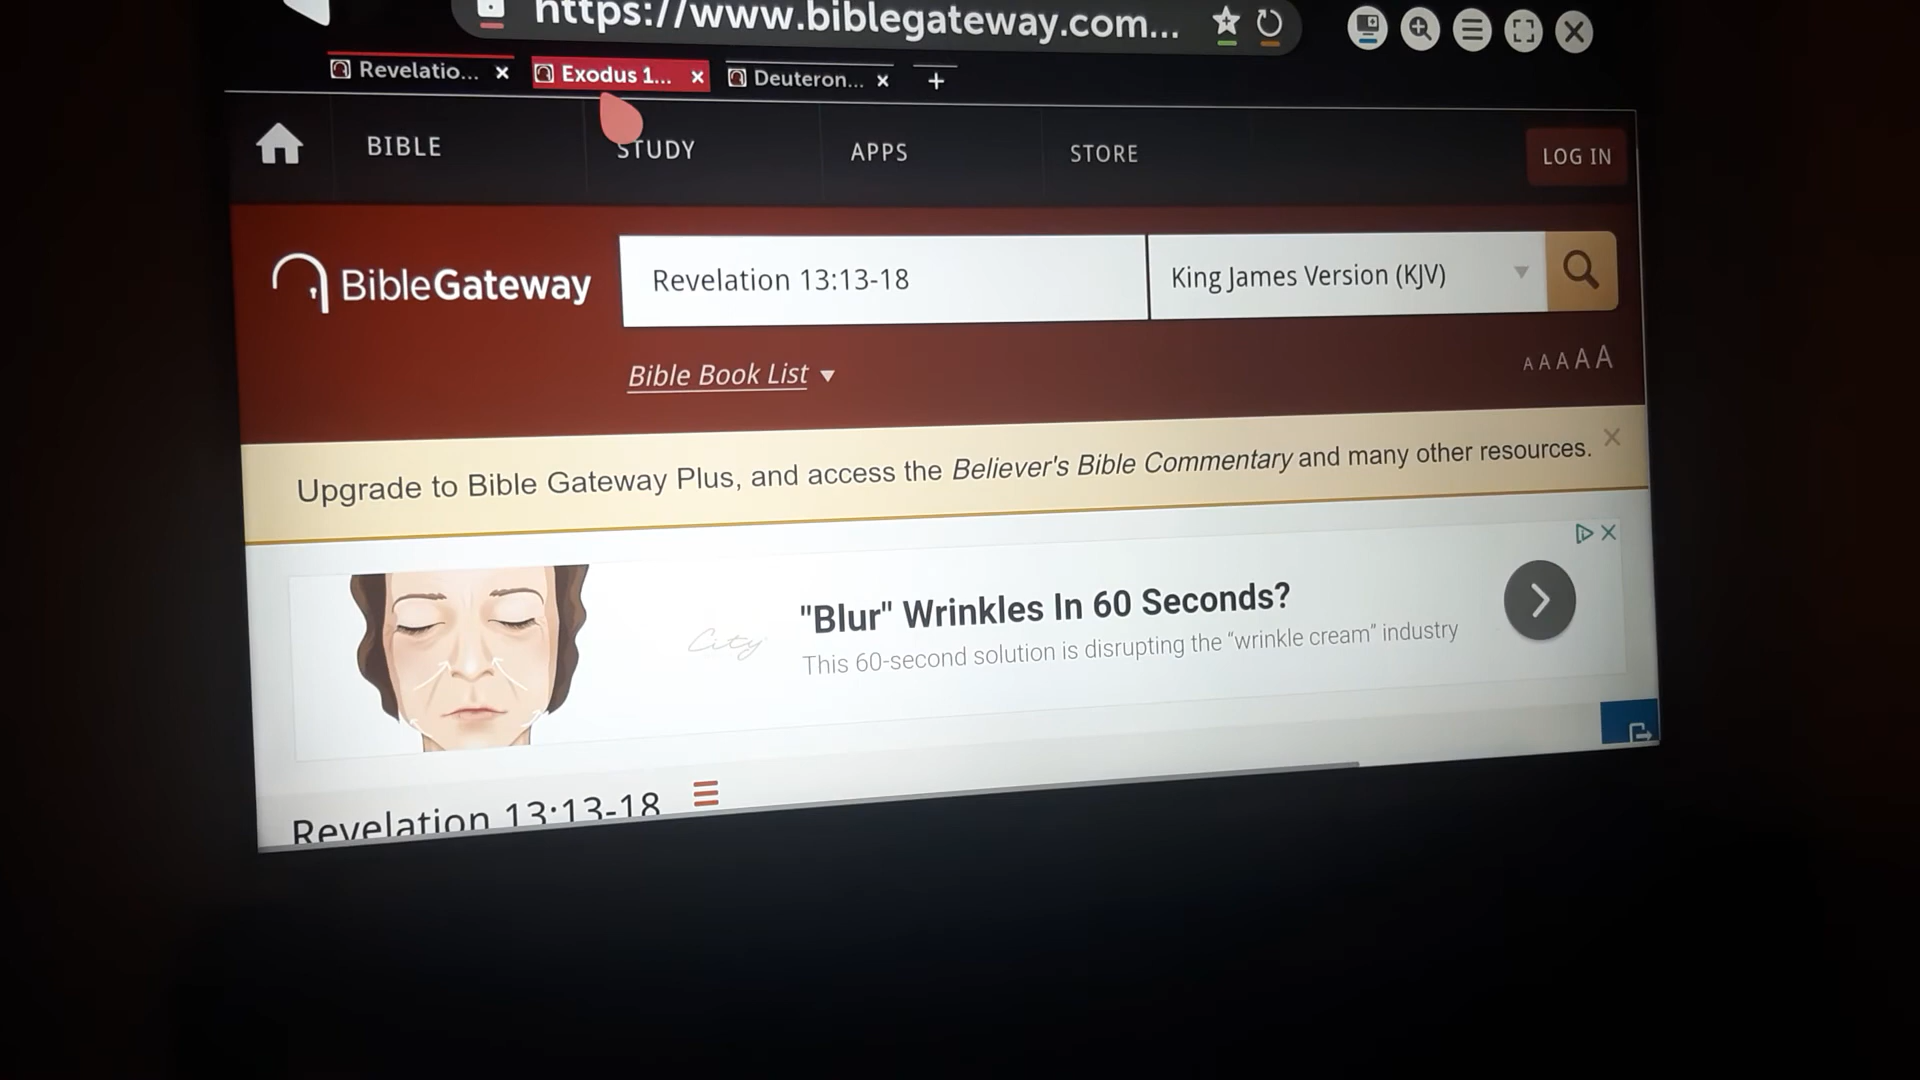 https://www.biblegateway.com...
Revelatio... × Exodus 1... × Deuteron... × +
BIBLE STUDY APPS STORE LOG IN
BibleGateway Revelation 13:13-18 King James Version (KJV)
Bible Book List ▼ A A A A A
Upgrade to Bible Gateway Plus, and access the Believer's Bible Commentary and many other resources. ×
City "Blur" Wrinkles In 60 Seconds?
This 60-second solution is disrupting the "wrinkle cream" industry
Revelation 13:13-18